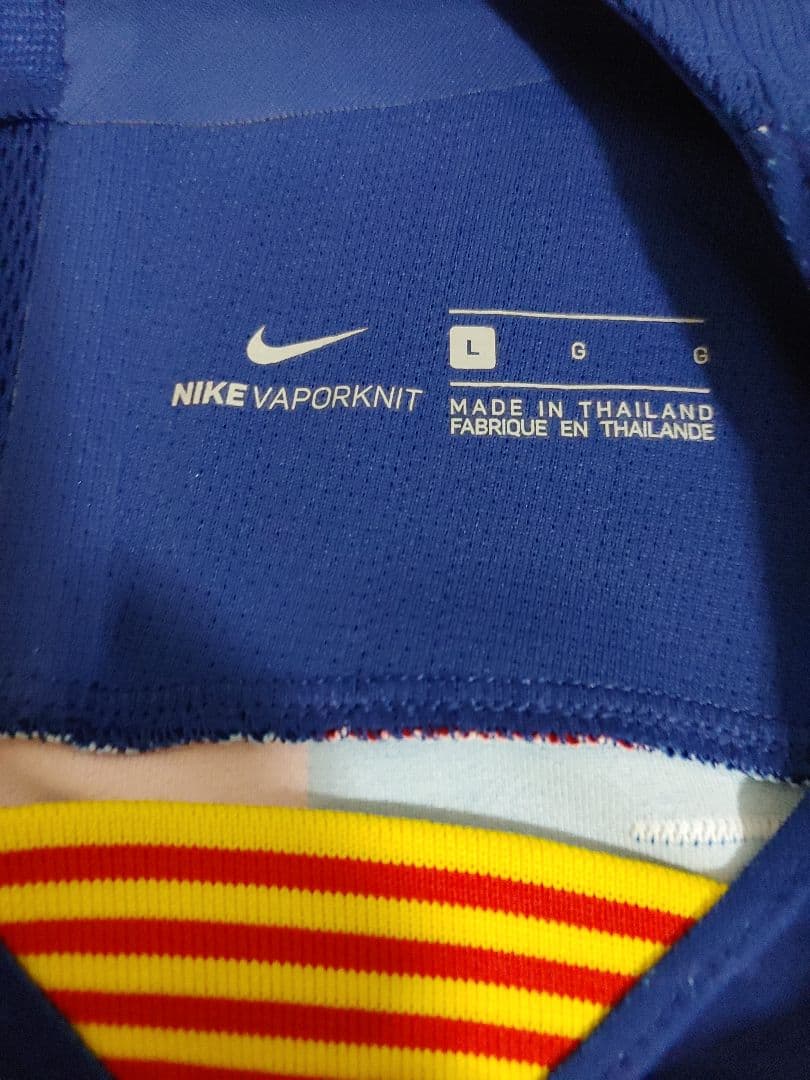 NIKE VAPORKNIT
L G G
MADE IN THAILAND
FABRIQUE EN THAILANDE